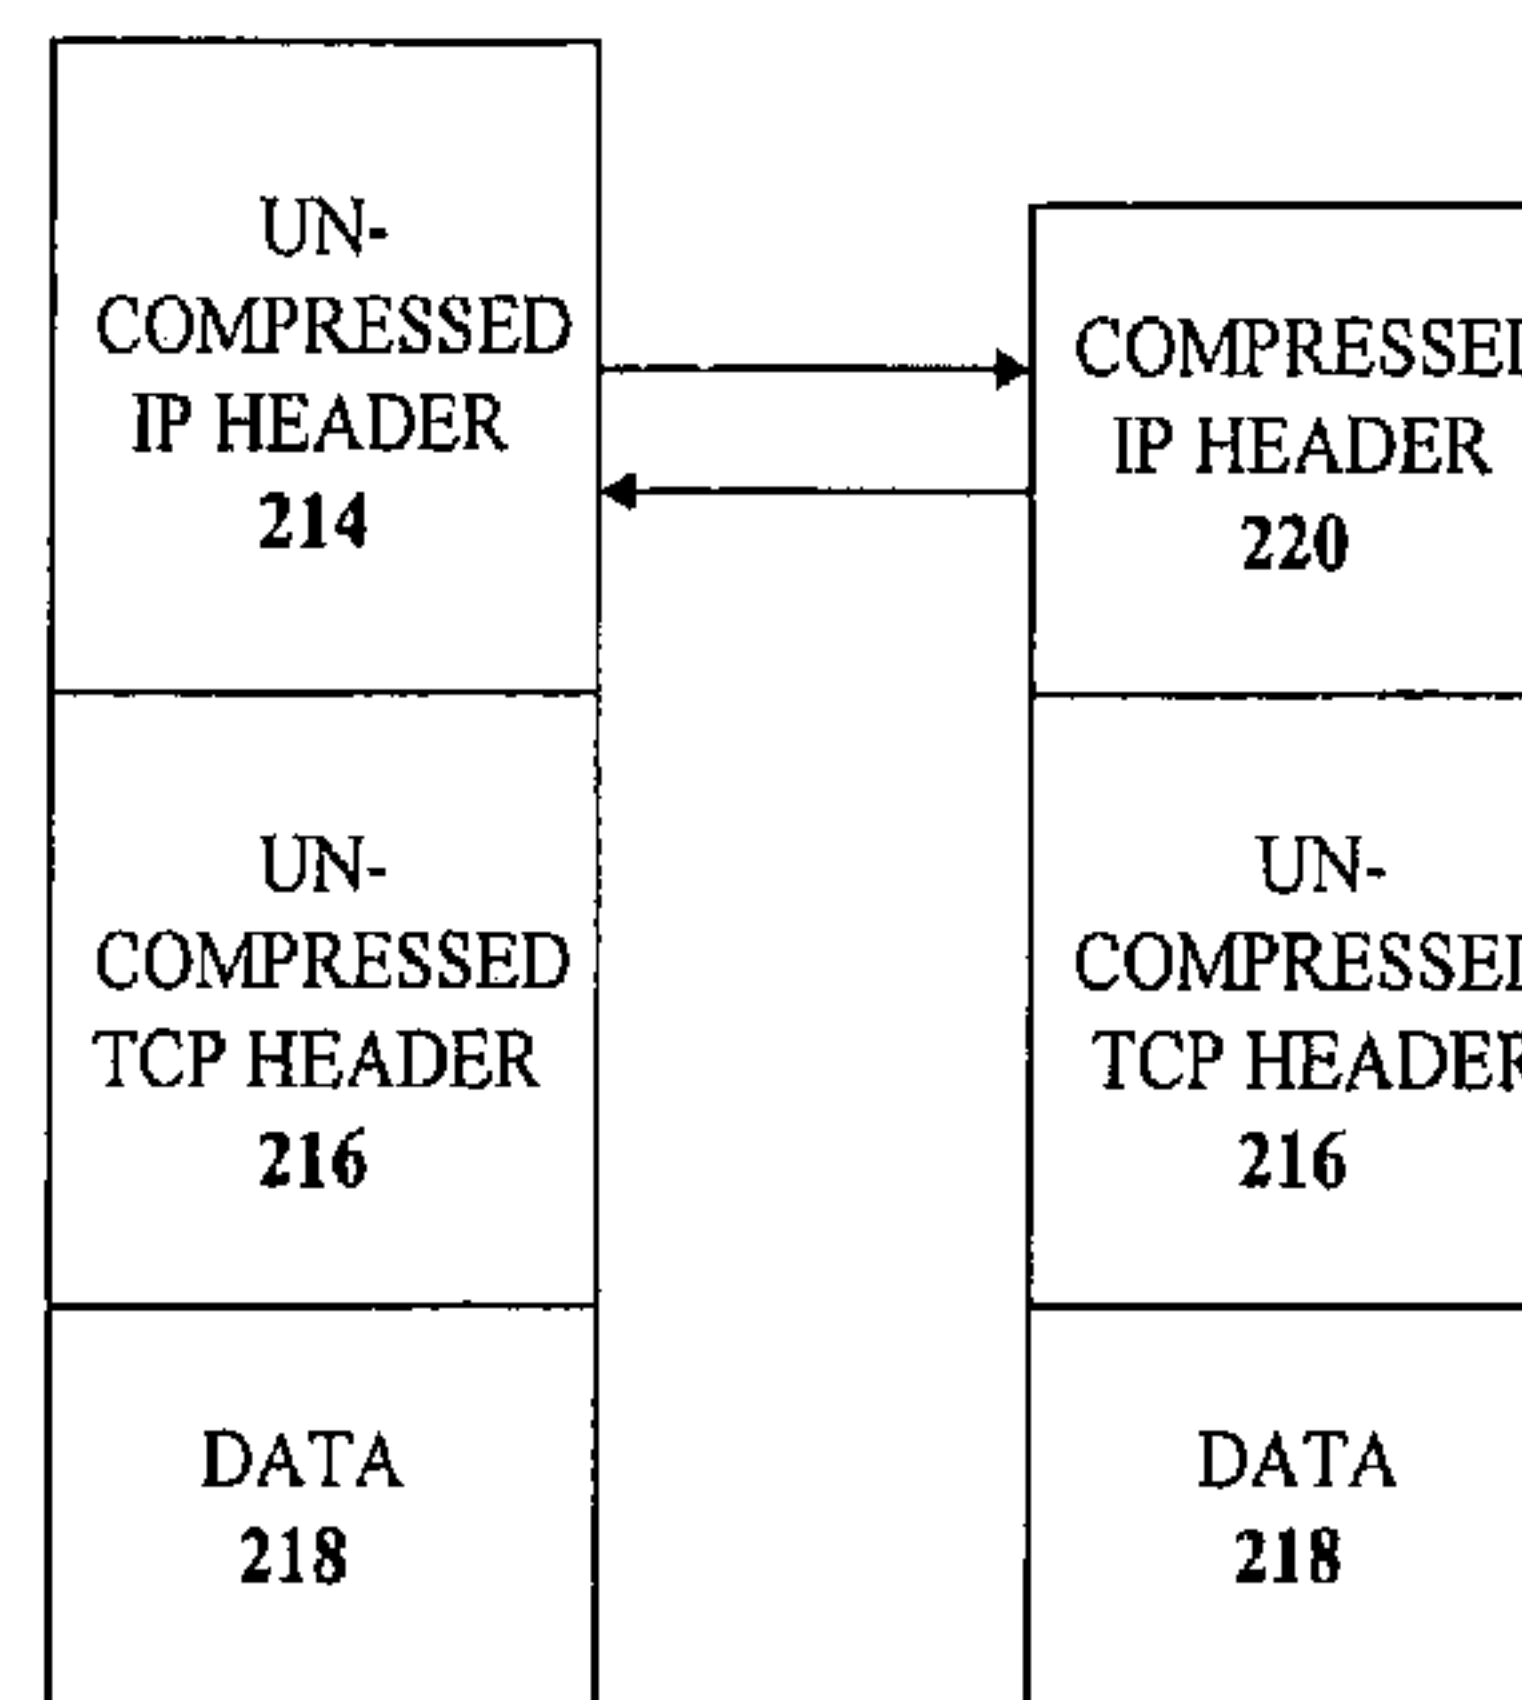 UN-
COMPRESSED
IP HEADER
214
UN-
COMPRESSED
TCP HEADER
216
DATA
218
COMPRESSED
IP HEADER
220
UN-
COMPRESSED
TCP HEADER
216
DATA
218